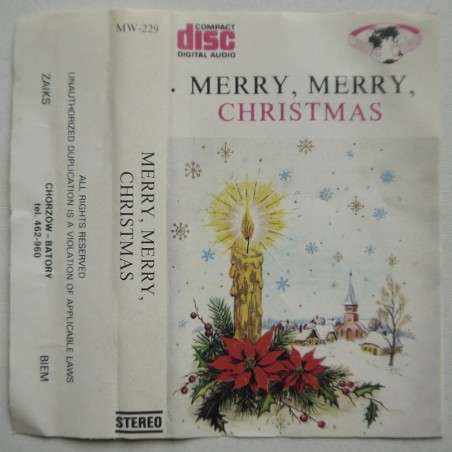 ZAIKS
CHORZÓW - BATORY
tel. 462-960
BIEM
UNAUTHORIZED DUPLICATION IS A VIOLATION OF APPLICABLE LAWS
ALL RIGHTS RESERVED
MW-229
MERRY, MERRY,
CHRISTMAS
STEREO
COMPACT
disc
DIGITAL AUDIO
MERRY, MERRY,
CHRISTMAS